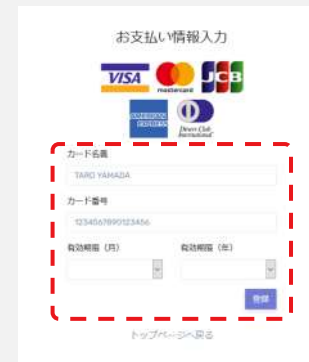 お支払い情報入力
VISA
mastercard
JCB
AMERICAN EXPRESS
Diners Club International
カード名義
TARO YAMADA
カード番号
1234567890123456
有効期限（月） 有効期限（年）
登録
トップページへ戻る